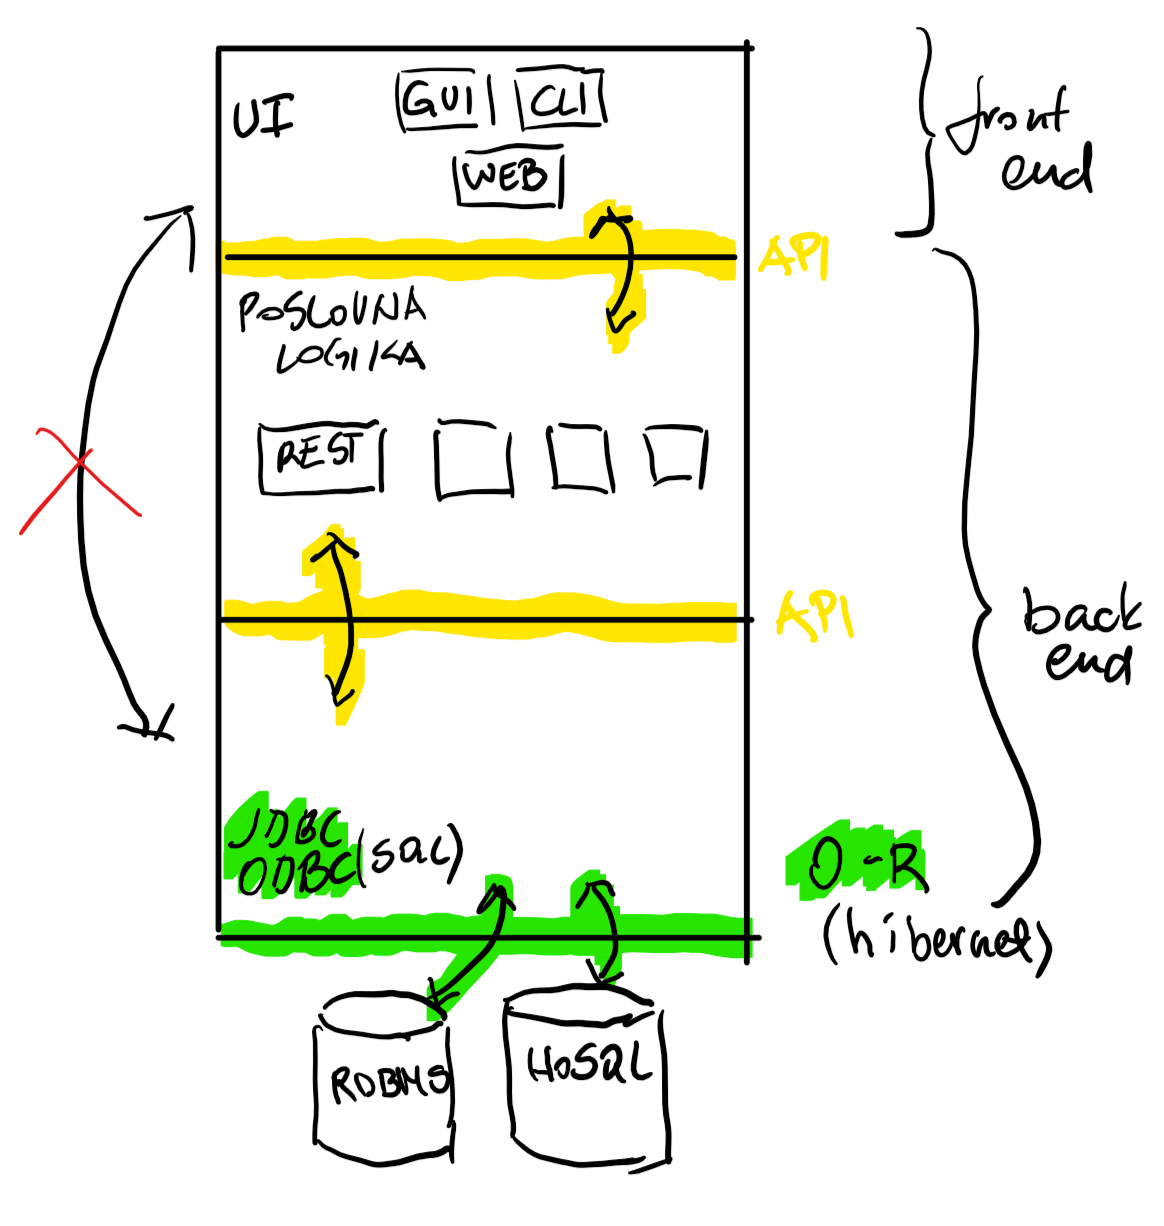 UI
GUI
CLI
WEB
front
end
API
POSLOVNA
LOGIKA
REST
API
back
end
JDBC
ODBC (SQL)
O-R
(hibernet)
RDBMS
NoSQL